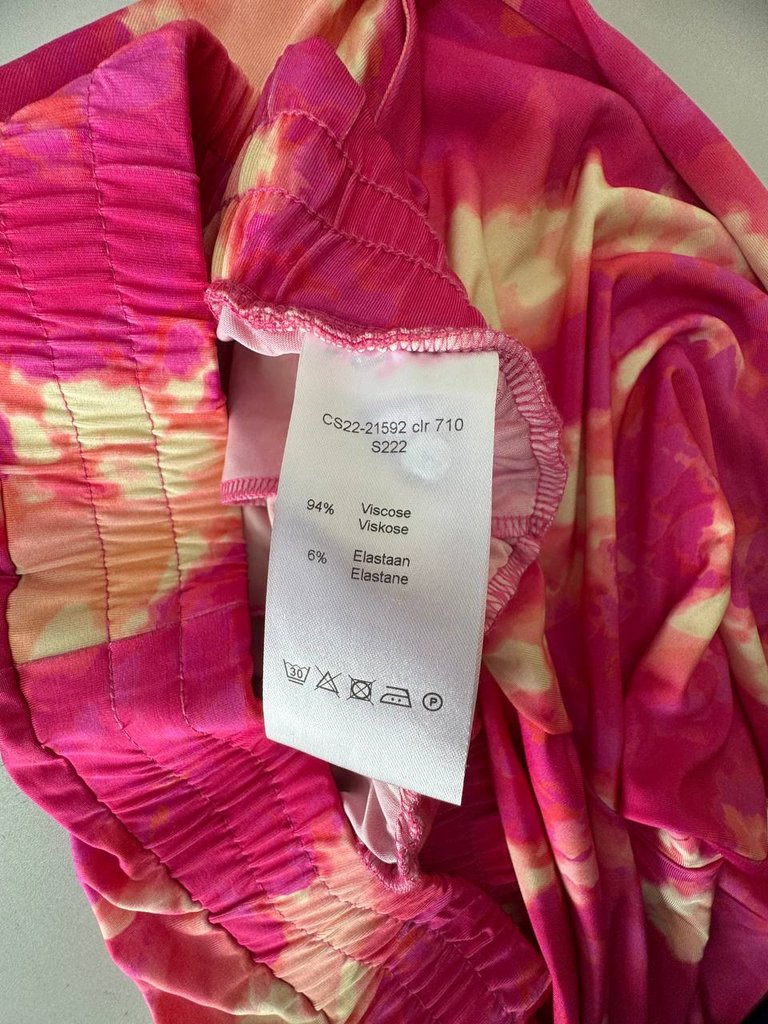 CS22-21592 clr 710
S222
94% Viscose
Viskose
6% Elastaan
Elastane
30 P